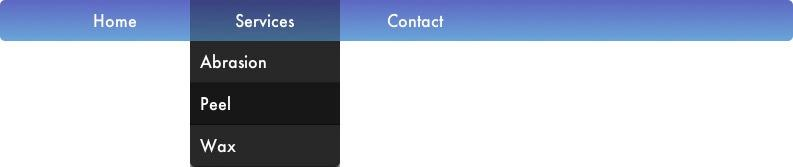 Home Services Contact
Abrasion
Peel
Wax